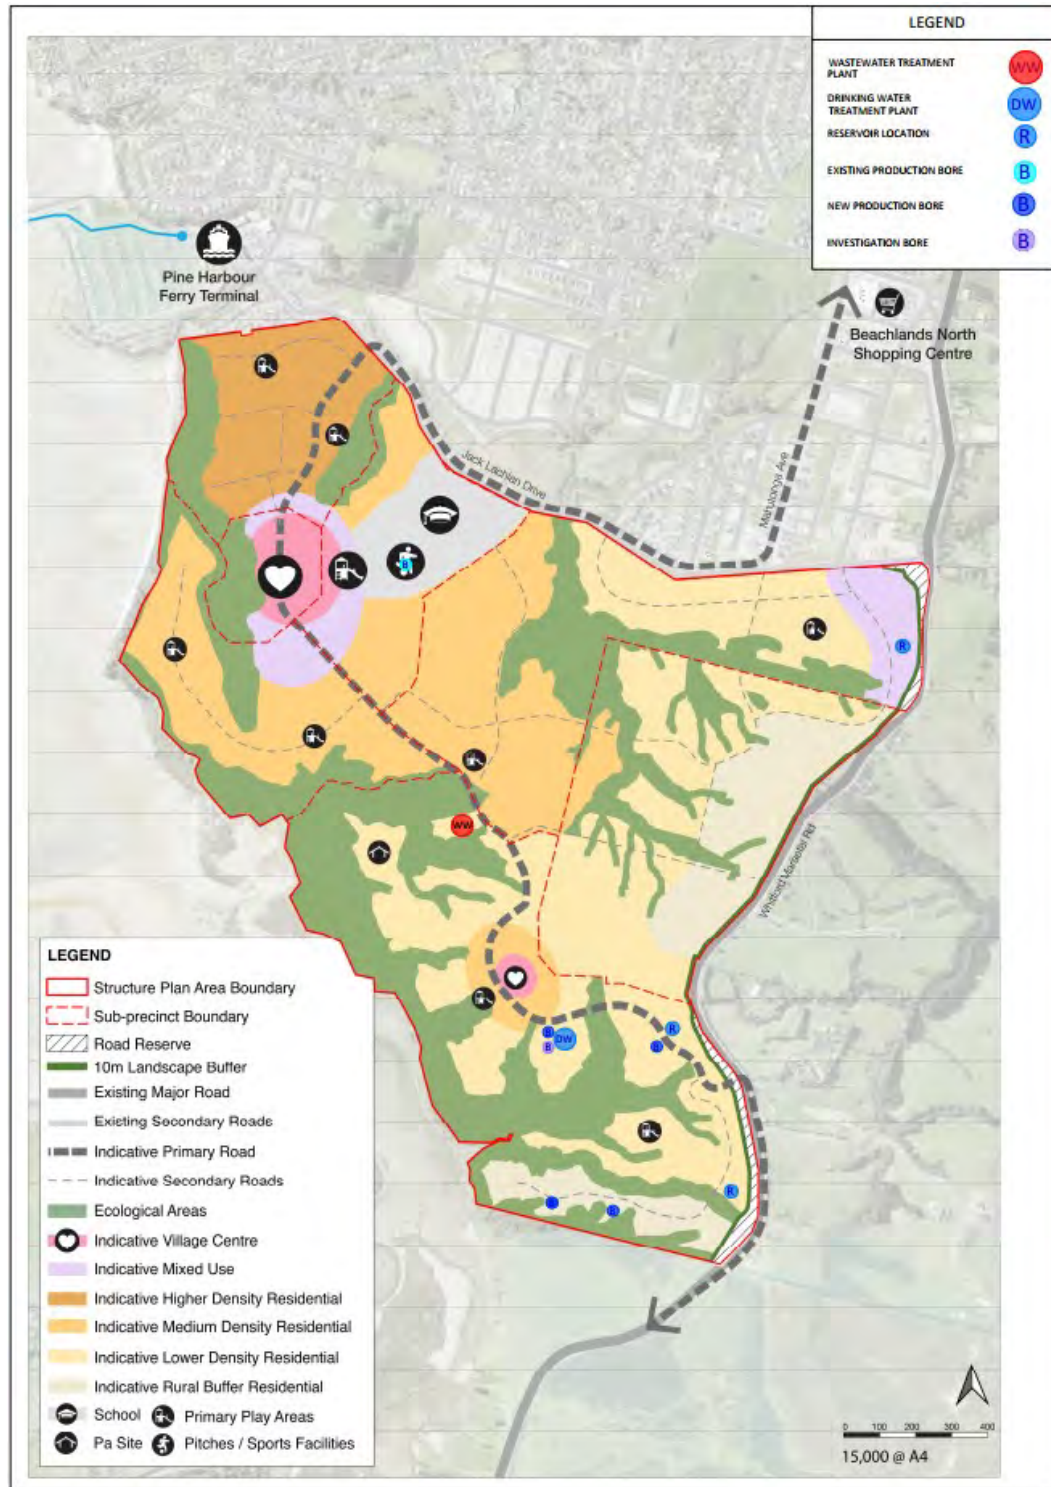 LEGEND
WASTEWATER TREATMENT
PLANT
WW
DRINKING WATER
TREATMENT PLANT
DW
RESERVOIR LOCATION
R
EXISTING PRODUCTION BORE
B
NEW PRODUCTION BORE
B
INVESTIGATION BORE
B
Pine Harbour
Ferry Terminal
Beachlands North
Shopping Centre
Jack Lachlan Drive
Mahutonga Ave
B
R
Whitford Maraetai Rd
WW
B
DW
B
R
B
R
B
B
LEGEND
Structure Plan Area Boundary
Sub-precinct Boundary
Road Reserve
10m Landscape Buffer
Existing Major Road
Existing Secondary Roads
Indicative Primary Road
Indicative Secondary Roads
Ecological Areas
Indicative Village Centre
Indicative Mixed Use
Indicative Higher Density Residential
Indicative Medium Density Residential
Indicative Lower Density Residential
Indicative Rural Buffer Residential
School
Primary Play Areas
Pa Site
Pitches / Sports Facilities
0 100 200 300 400
15,000 @ A4